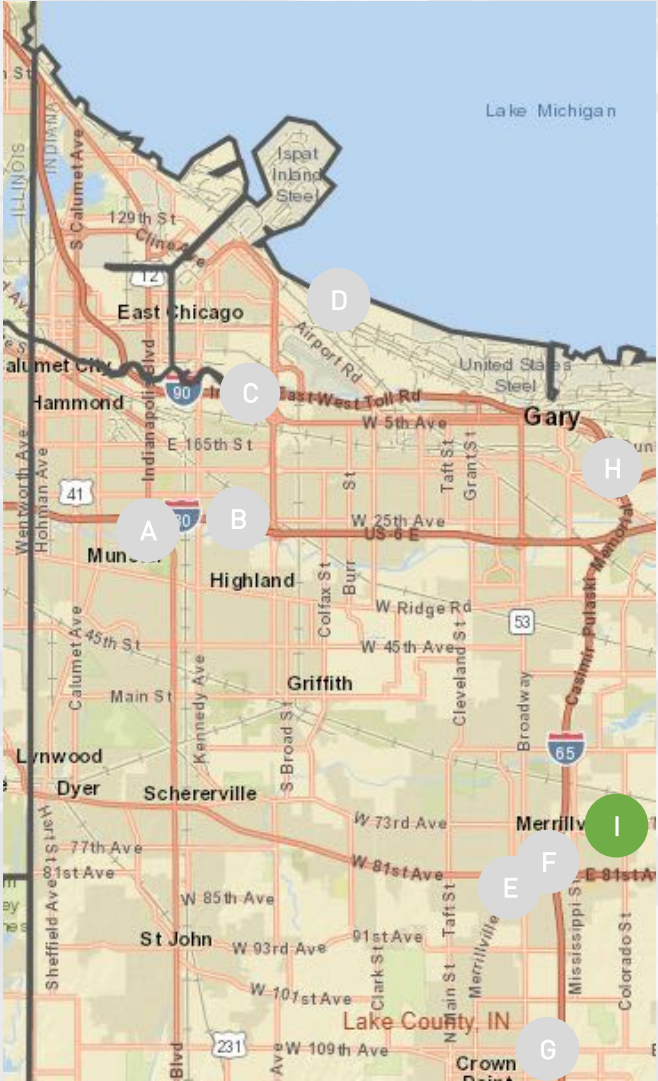 Lake Michigan
n St
ILLINOIS
INDIANA
S Calumet Ave
Ispat
Inland
Steel
129th St
Cline Ave
12
D
East Chicago
Airport Rd
Indianapolis Blvd
alumet City
United States
Steel
90
C
East West Toll Rd
Hammond
W 5th Ave
Gary
E 165th St
Taft St
Grant St
H
Wentworth Ave
Hohman Ave
41
St
A
B
W 25th Ave
US 6 E
Highland
Colfax St
Burr
W Ridge Rd
53
Casimir Pulaski Memorial
45th St
W 45th Ave
Calumet Ave
Kennedy Ave
Griffith
Cleveland St
Broadway
Main St
S Broad St
65
Lynwood
Dyer
Schererville
W 73rd Ave
Merrillv
I
Hart St
77th Ave
81st Ave
W 81st Ave
F
E
E 81st Av
W 85th Ave
Taft St
Sheffield Ave
St John
W 93rd Ave
91st Ave
Clark St
Merrillville
Mississippi St
Colorado St
W 101st Ave
N Main St
Lake County, IN
231
W 109th Ave
Blvd
Ave
G
Crown
Point